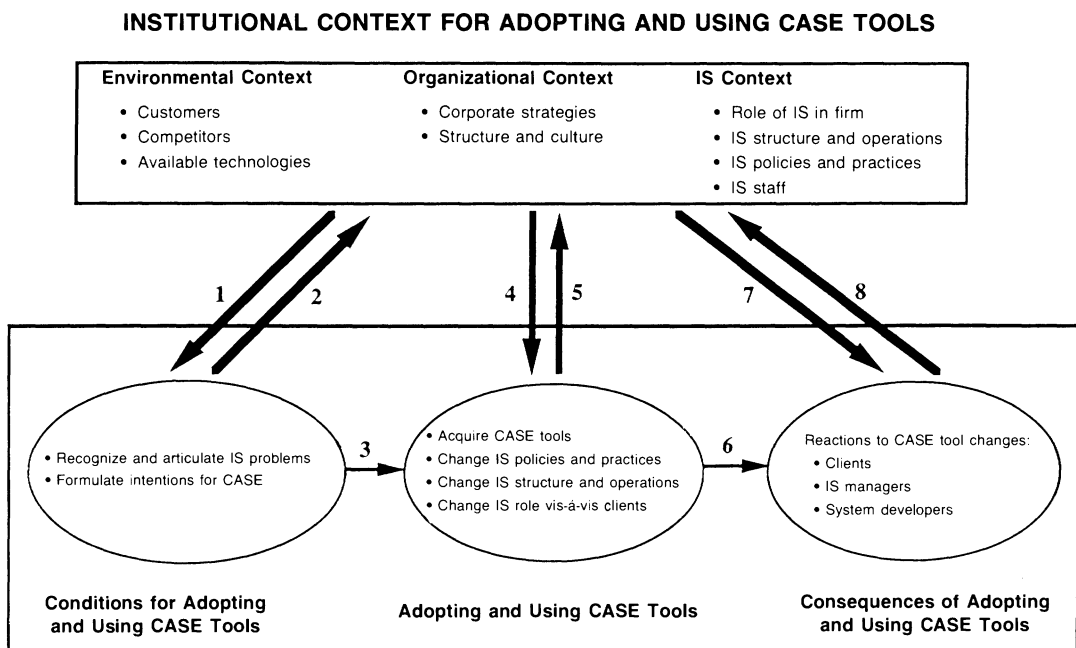 INSTITUTIONAL CONTEXT FOR ADOPTING AND USING CASE TOOLS
Environmental Context
• Customers
• Competitors
• Available technologies
Organizational Context
• Corporate strategies
• Structure and culture
IS Context
• Role of IS in firm
• IS structure and operations
• IS policies and practices
• IS staff
1
2
4
5
7
8
• Recognize and articulate IS problems
• Formulate intentions for CASE
3
• Acquire CASE tools
• Change IS policies and practices
• Change IS structure and operations
• Change IS role vis-á-vis clients
6
Reactions to CASE tool changes:
• Clients
• IS managers
• System developers
Conditions for Adopting
and Using CASE Tools
Adopting and Using CASE Tools
Consequences of Adopting
and Using CASE Tools